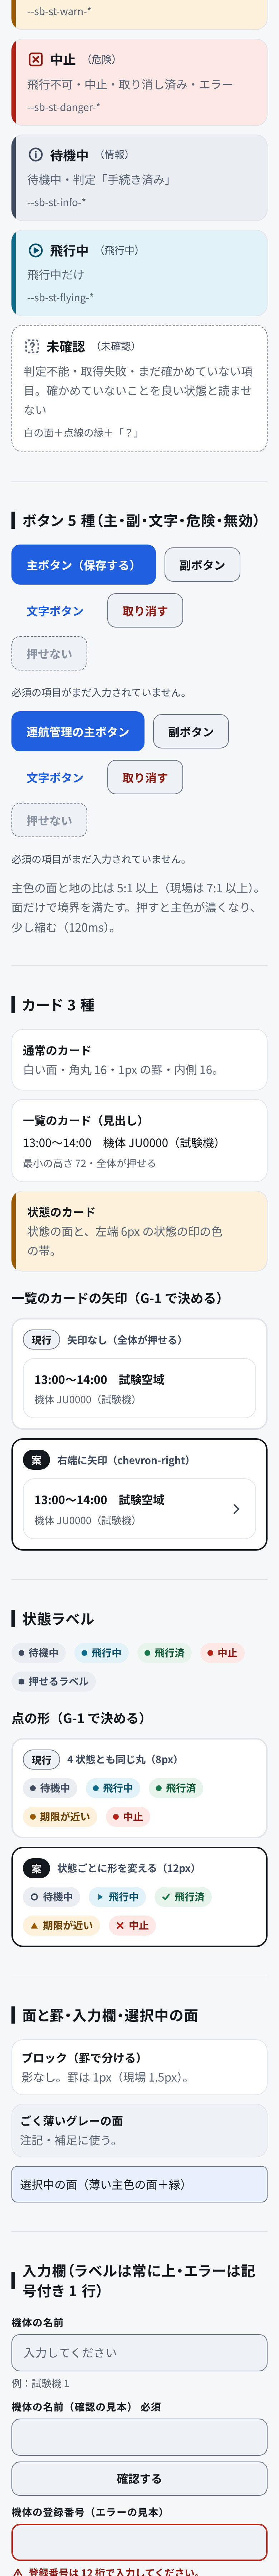 --sb-st-warn-*
中止 （危険）
飛行不可・中止・取り消し済み・エラー
--sb-st-danger-*
待機中 （情報）
待機中・判定「手続き済み」
--sb-st-info-*
飛行中 （飛行中）
飛行中だけ
--sb-st-flying-*
未確認 （未確認）
判定不能・取得失敗・まだ確かめていない項
目。確かめていないことを良い状態と読ませ
ない
白の面＋点線の縁＋「？」
ボタン 5 種（主・副・文字・危険・無効）
主ボタン（保存する） 副ボタン
文字ボタン 取り消す
押せない
必須の項目がまだ入力されていません。
運航管理の主ボタン 副ボタン
文字ボタン 取り消す
押せない
必須の項目がまだ入力されていません。
主色の面と地の比は 5:1 以上（現場は 7:1 以上）。
面だけで境界を満たす。押すと主色が濃くなり、
少し縮む（120ms）。
カード 3 種
通常のカード
白い面・角丸 16・1px の罫・内側 16。
一覧のカード（見出し）
13:00〜14:00　機体 JU0000（試験機）
最小の高さ 72・全体が押せる
状態のカード
状態の面と、左端 6px の状態の印の色
の帯。
一覧のカードの矢印（G-1 で決める）
現行 矢印なし（全体が押せる）
13:00〜14:00　試験空域
機体 JU0000（試験機）
案 右端に矢印（chevron-right）
13:00〜14:00　試験空域
機体 JU0000（試験機）
状態ラベル
待機中 飛行中 飛行済 中止
押せるラベル
点の形（G-1 で決める）
現行 4 状態とも同じ丸（8px）
待機中 飛行中 飛行済
期限が近い 中止
案 状態ごとに形を変える（12px）
待機中 飛行中 飛行済
期限が近い 中止
面と罫・入力欄・選択中の面
ブロック（罫で分ける）
影なし。罫は 1px（現場 1.5px）。
ごく薄いグレーの面
注記・補足に使う。
選択中の面（薄い主色の面＋縁）
入力欄（ラベルは常に上・エラーは記
号付き 1 行）
機体の名前
入力してください
例：試験機 1
機体の名前（確認の見本） 必須
確認する
機体の登録番号（エラーの見本）
登録番号は 12 桁で入力してください。